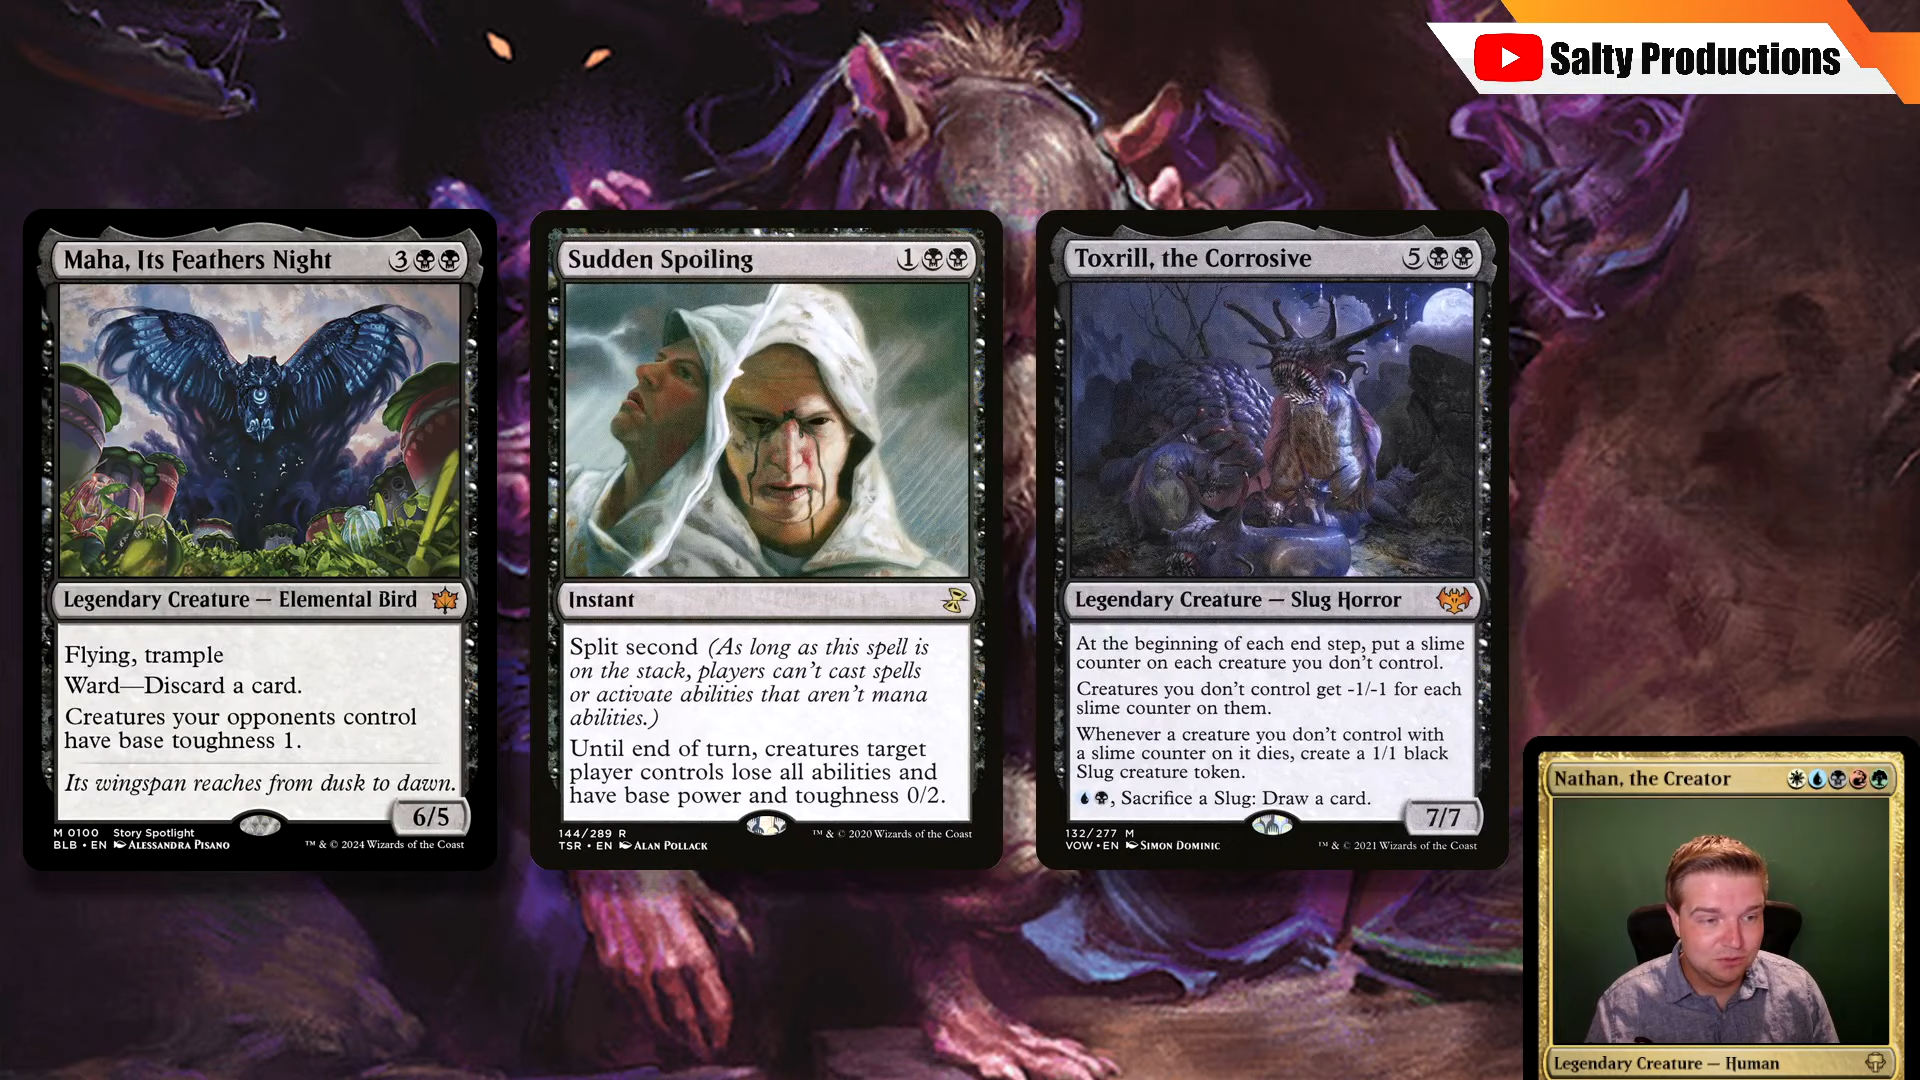 Salty Productions
Maha, Its Feathers Night 3
Legendary Creature — Elemental Bird
Flying, trample
Ward—Discard a card.
Creatures your opponents control
have base toughness 1.
Its wingspan reaches from dusk to dawn.
6/5
M 0100 Story Spotlight
BLB • EN ALESSANDRA PISANO ™ & © 2024 Wizards of the Coast
Sudden Spoiling 1
Instant
Split second (As long as this spell is
on the stack, players can't cast spells
or activate abilities that aren't mana
abilities.)
Until end of turn, creatures target
player controls lose all abilities and
have base power and toughness 0/2.
144/289 R ™ & © 2020 Wizards of the Coast
TSR • EN ALAN POLLACK
Toxrill, the Corrosive 5
Legendary Creature — Slug Horror
At the beginning of each end step, put a slime
counter on each creature you don't control.
Creatures you don't control get -1/-1 for each
slime counter on them.
Whenever a creature you don't control with
a slime counter on it dies, create a 1/1 black
Slug creature token.
, Sacrifice a Slug: Draw a card.
7/7
132/277 M
VOW • EN SIMON DOMINIC ™ & © 2021 Wizards of the Coast
Nathan, the Creator
Legendary Creature — Human